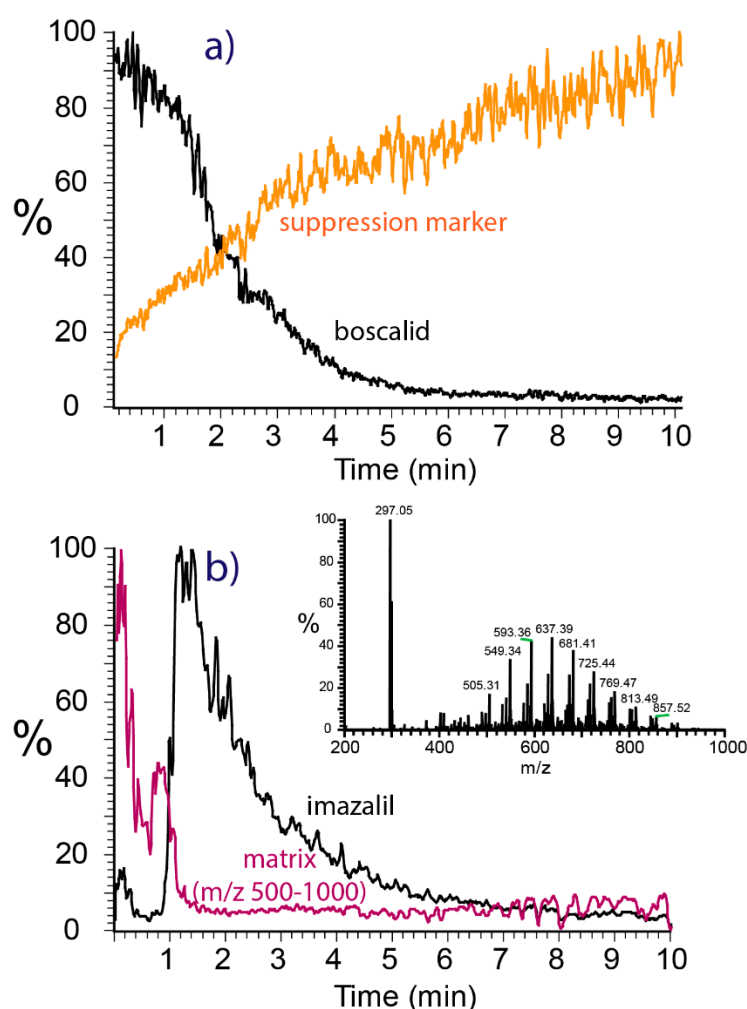 a)
100
80
60
%
40
20
0
suppression marker
boscalid
1 2 3 4 5 6 7 8 9 10
Time (min)
b)
100
80
60
%
40
20
0
imazalil
matrix
(m/z 500-1000)
1 2 3 4 5 6 7 8 9 10
Time (min)
297.05
100
80
60
%
40
20
0
505.31
549.34
593.36
637.39
681.41
725.44
769.47
813.49
857.52
200 400 600 800 1000
m/z